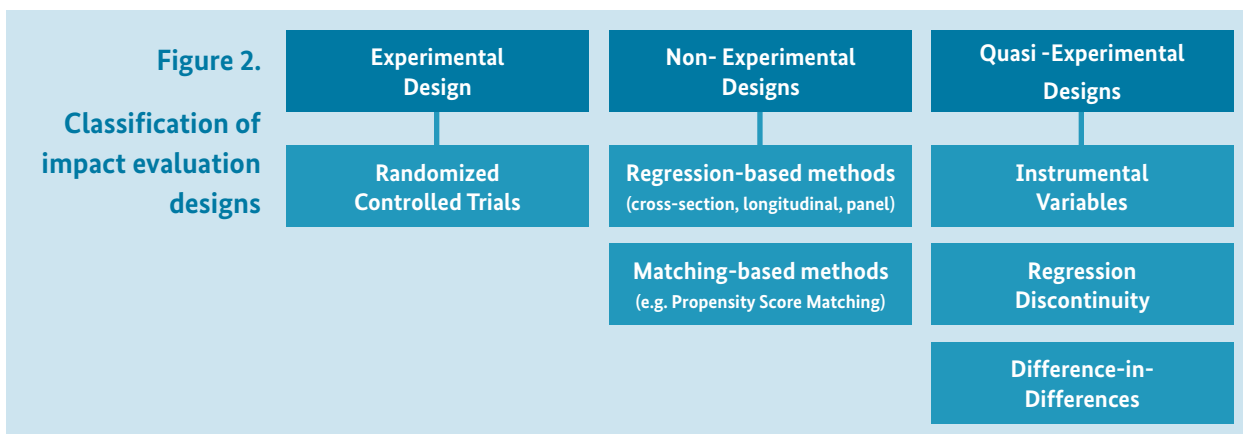 Figure 2.
Classification of
impact evaluation
designs
Experimental
Design
Randomized
Controlled Trials
Non- Experimental
Designs
Regression-based methods
(cross-section, longitudinal, panel)
Matching-based methods
(e.g. Propensity Score Matching)
Quasi -Experimental
Designs
Instrumental
Variables
Regression
Discontinuity
Difference-in-
Differences